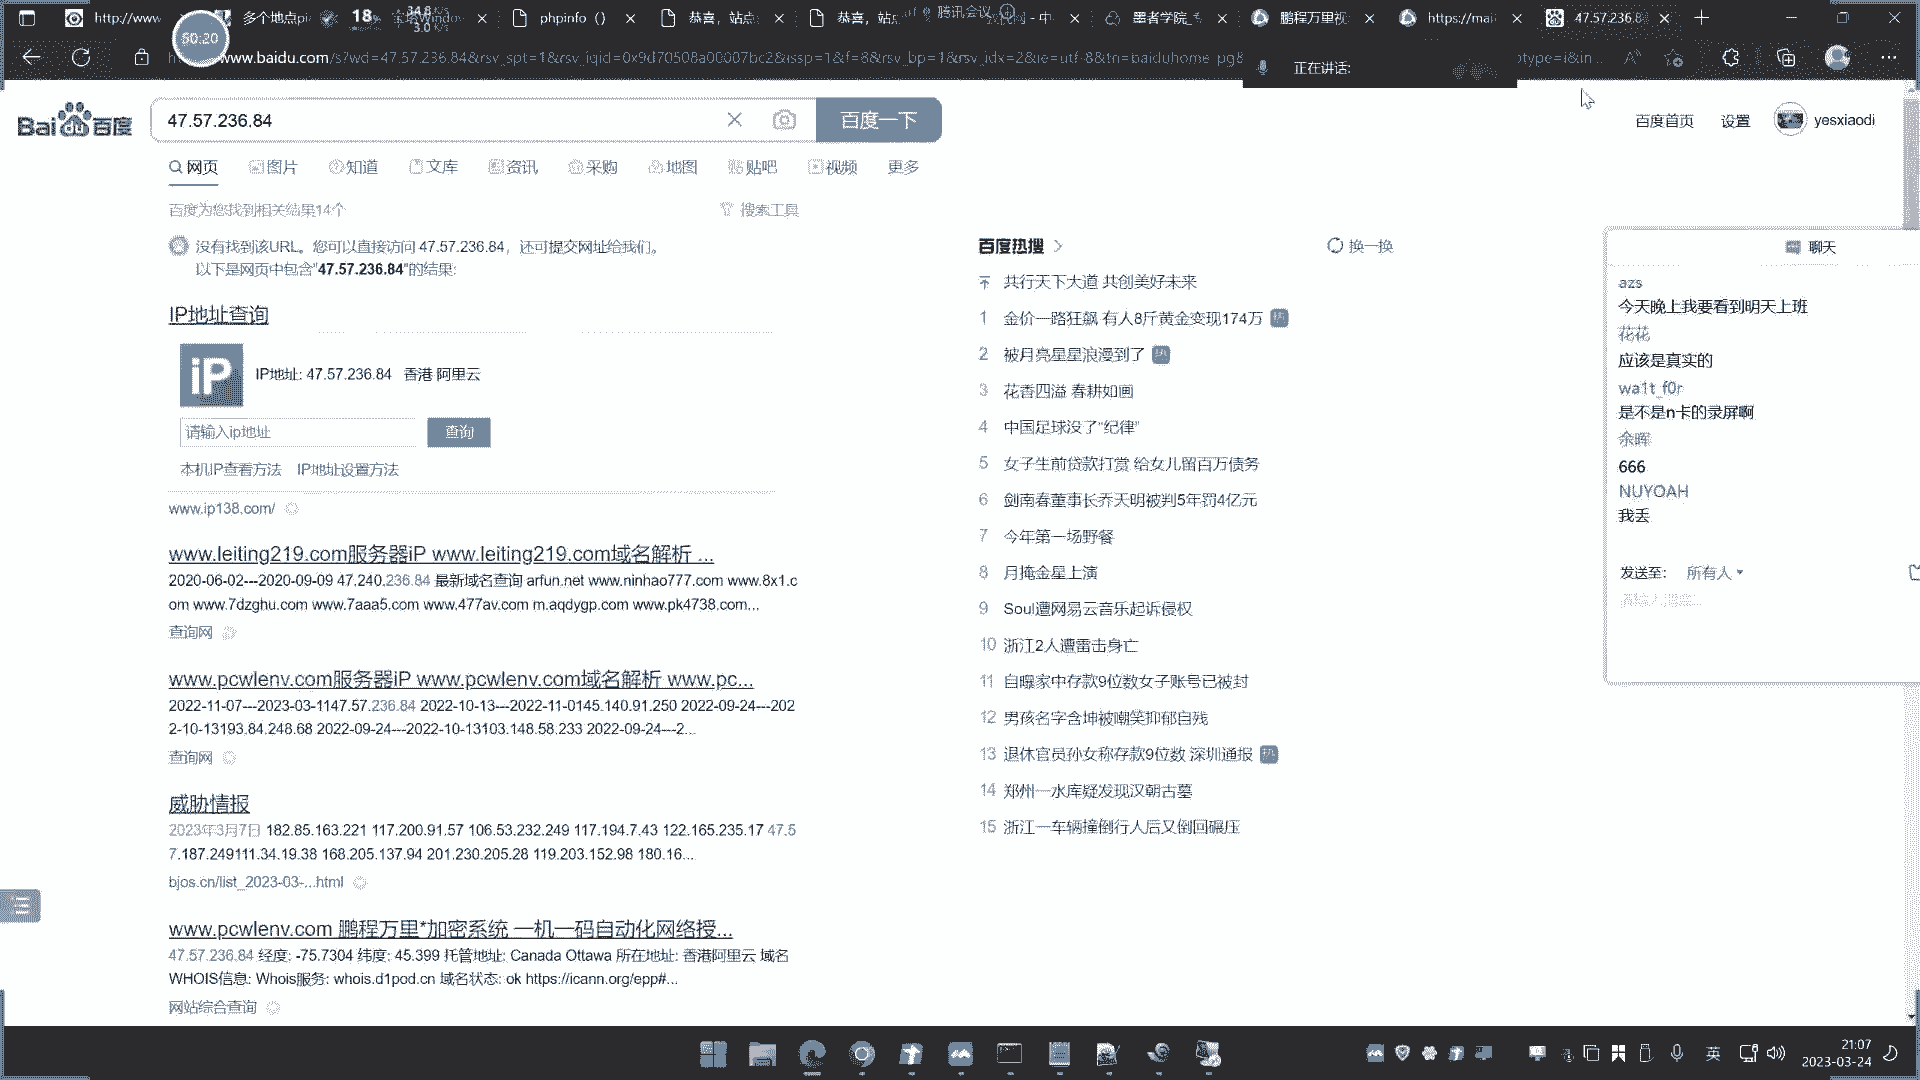 http://www
多个地点pi
18
34.8 K/s
3.0 K/s
宝塔Window
phpinfo（）
恭喜，站点
恭喜，站
腾讯会议
- 中
墨者学院_
鹏程万里视
https://mai
47.57.236.8
50:20
www.baidu.com/s?wd=47.57.236.84&rsv_spt=1&rsv_iqid=0x9d70508a00007bc2&issp=1&f=8&rsv_bp=1&rsv_idx=2&ie=utf-8&tn=baiduhome_pg&
正在讲话:
otype=i&in...
Bai du 百度
47.57.236.84
百度一下
百度首页
设置
yesxiaodi
网页
图片
知道
文库
资讯
采购
地图
贴吧
视频
更多
百度为您找到相关结果14个
搜索工具
没有找到该URL。您可以直接访问 47.57.236.84，还可提交网址给我们。
以下是网页中包含"47.57.236.84"的结果:
IP地址查询
iP
IP地址: 47.57.236.84 香港 阿里云
请输入ip地址
查询
本机IP查看方法 IP地址设置方法
www.ip138.com/
www.leiting219.com服务器iP www.leiting219.com域名解析 ...
2020-06-02---2020-09-09 47.240.236.84 最新域名查询 arfun.net www.ninhao777.com www.8x1.c
om www.7dzghu.com www.7aaa5.com www.477av.com m.aqdygp.com www.pk4738.com...
查询网
www.pcwlenv.com服务器iP www.pcwlenv.com域名解析 www.pc...
2022-11-07---2023-03-1147.57.236.84 2022-10-13---2022-11-0145.140.91.250 2022-09-24---202
2-10-13193.84.248.68 2022-09-24---2022-10-13103.148.58.233 2022-09-24---2...
查询网
威胁情报
2023年3月7日 182.85.163.221 117.200.91.57 106.53.232.249 117.194.7.43 122.165.235.17 47.5
7.187.249111.34.19.38 168.205.137.94 201.230.205.28 119.203.152.98 180.16...
bjos.cn/list_2023-03-...html
www.pcwlenv.com 鹏程万里*加密系统 一机一码自动化网络授...
47.57.236.84 经度: -75.7304 纬度: 45.399 托管地址: Canada Ottawa 所在地址: 香港阿里云 域名
WHOIS信息: Whois服务: whois.d1pod.cn 域名状态: ok https://icann.org/epp#...
网站综合查询
百度热搜
换一换
共行天下大道 共创美好未来
1 金价一路狂飙 有人8斤黄金变现174万 热
2 被月亮星星浪漫到了 热
3 花香四溢 春耕如画
4 中国足球没了“纪律”
5 女子生前贷款打赏 给女儿留百万债务
6 剑南春董事长乔天明被判5年罚4亿元
7 今年第一场野餐
8 月掩金星上演
9 Soul遭网易云音乐起诉侵权
10 浙江2人遭雷击身亡
11 自曝家中存款9位数女子账号已被封
12 男孩名字含坤被嘲笑抑郁自残
13 退休官员孙女称存款9位数 深圳通报 热
14 郑州一水库疑发现汉朝古墓
15 浙江一车辆撞倒行人后又倒回碾压
聊天
azs
今天晚上我要看到明天上班
花花
应该是真实的
wa1t_f0r
是不是n卡的录屏啊
余晖
666
NUYOAH
我丢
发送至: 所有人
英
21:07
2023-03-24